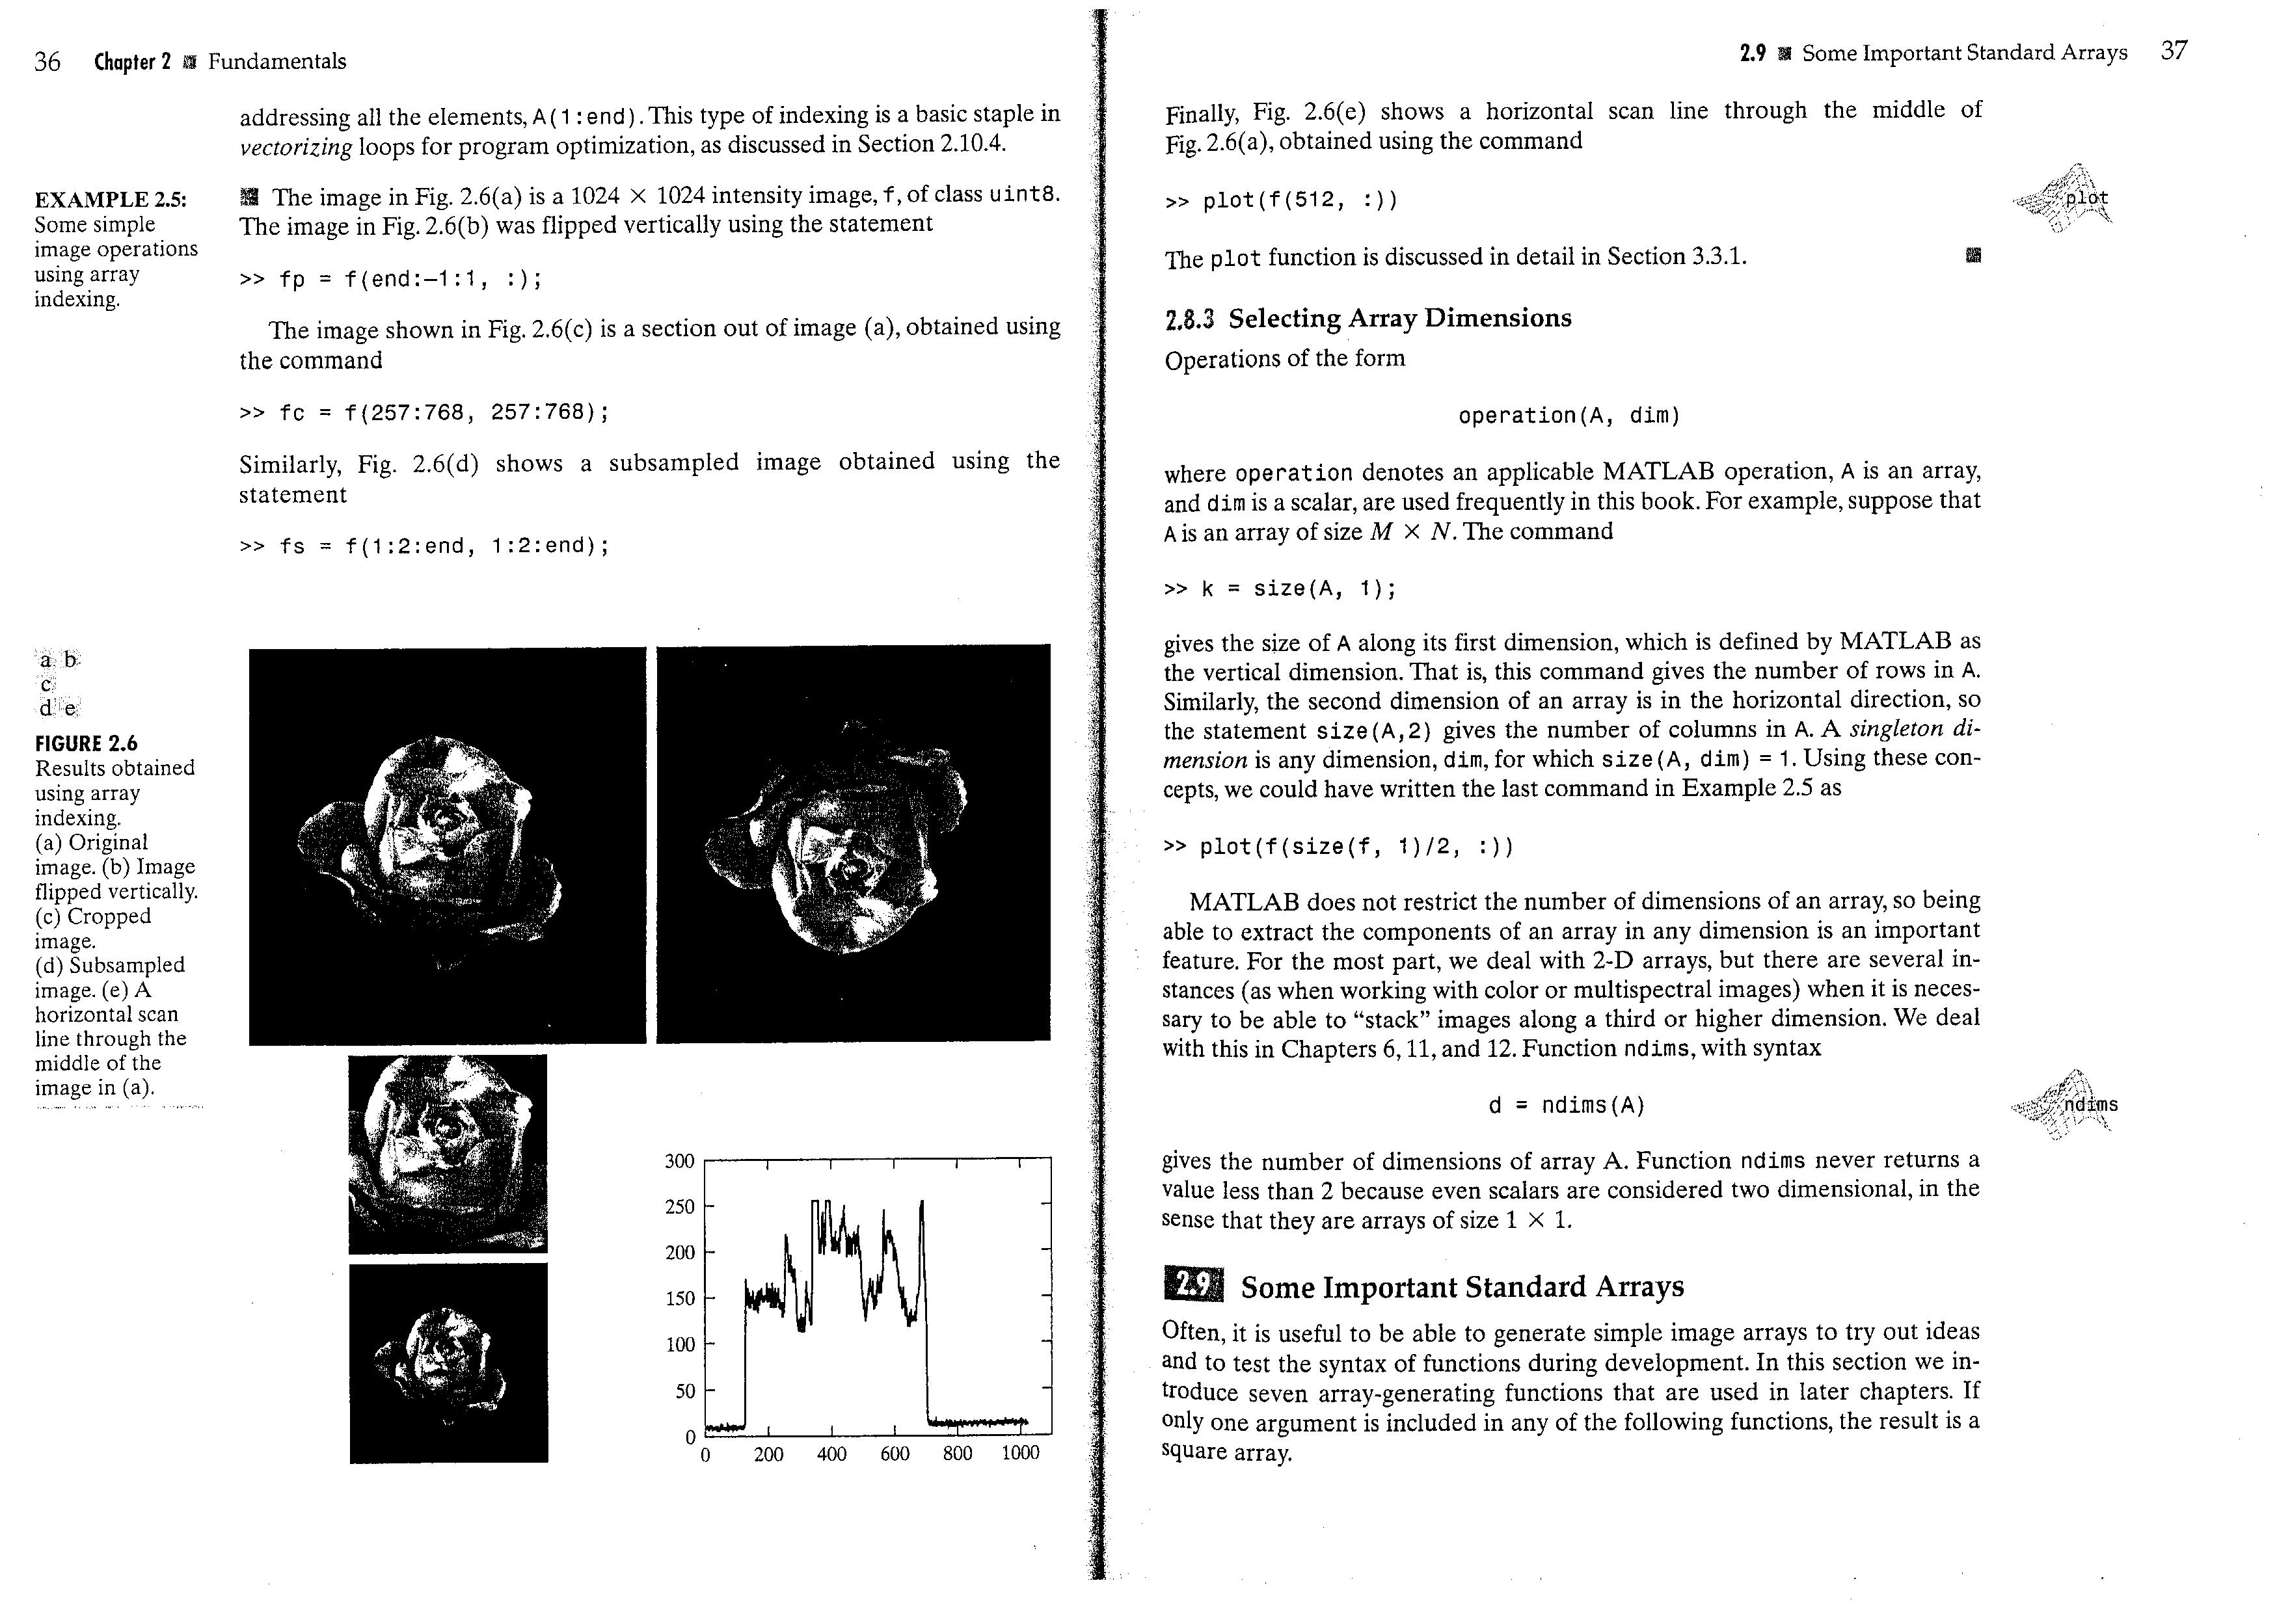 36 Chapter 2 Fundamentals
addressing all the elements, A(1:end). This type of indexing is a basic staple in
vectorizing loops for program optimization, as discussed in Section 2.10.4.
EXAMPLE 2.5:
Some simple
image operations
using array
indexing.
The image in Fig. 2.6(a) is a 1024 × 1024 intensity image, f, of class uint8.
The image in Fig. 2.6(b) was flipped vertically using the statement
>> fp = f(end:−1:1, :);
The image shown in Fig. 2.6(c) is a section out of image (a), obtained using
the command
>> fc = f(257:768, 257:768);
Similarly, Fig. 2.6(d) shows a subsampled image obtained using the
statement
>> fs = f(1:2:end, 1:2:end);
a b
c
d e
FIGURE 2.6
Results obtained
using array
indexing.
(a) Original
image. (b) Image
flipped vertically.
(c) Cropped
image.
(d) Subsampled
image. (e) A
horizontal scan
line through the
middle of the
image in (a).
300
250
200
150
100
50
0
0 200 400 600 800 1000
2.9 Some Important Standard Arrays 37
Finally, Fig. 2.6(e) shows a horizontal scan line through the middle of
Fig. 2.6(a), obtained using the command
>> plot(f(512, :))
plot
The plot function is discussed in detail in Section 3.3.1.
2.8.3 Selecting Array Dimensions
Operations of the form
operation(A, dim)
where operation denotes an applicable MATLAB operation, A is an array,
and dim is a scalar, are used frequently in this book. For example, suppose that
A is an array of size M × N. The command
>> k = size(A, 1);
gives the size of A along its first dimension, which is defined by MATLAB as
the vertical dimension. That is, this command gives the number of rows in A.
Similarly, the second dimension of an array is in the horizontal direction, so
the statement size(A,2) gives the number of columns in A. A singleton di-
mension is any dimension, dim, for which size(A, dim) = 1. Using these con-
cepts, we could have written the last command in Example 2.5 as
>> plot(f(size(f, 1)/2, :))
MATLAB does not restrict the number of dimensions of an array, so being
able to extract the components of an array in any dimension is an important
feature. For the most part, we deal with 2-D arrays, but there are several in-
stances (as when working with color or multispectral images) when it is neces-
sary to be able to “stack” images along a third or higher dimension. We deal
with this in Chapters 6, 11, and 12. Function ndims, with syntax
d = ndims(A)
ndims
gives the number of dimensions of array A. Function ndims never returns a
value less than 2 because even scalars are considered two dimensional, in the
sense that they are arrays of size 1 × 1.
2.9 Some Important Standard Arrays
Often, it is useful to be able to generate simple image arrays to try out ideas
and to test the syntax of functions during development. In this section we in-
troduce seven array-generating functions that are used in later chapters. If
only one argument is included in any of the following functions, the result is a
square array.